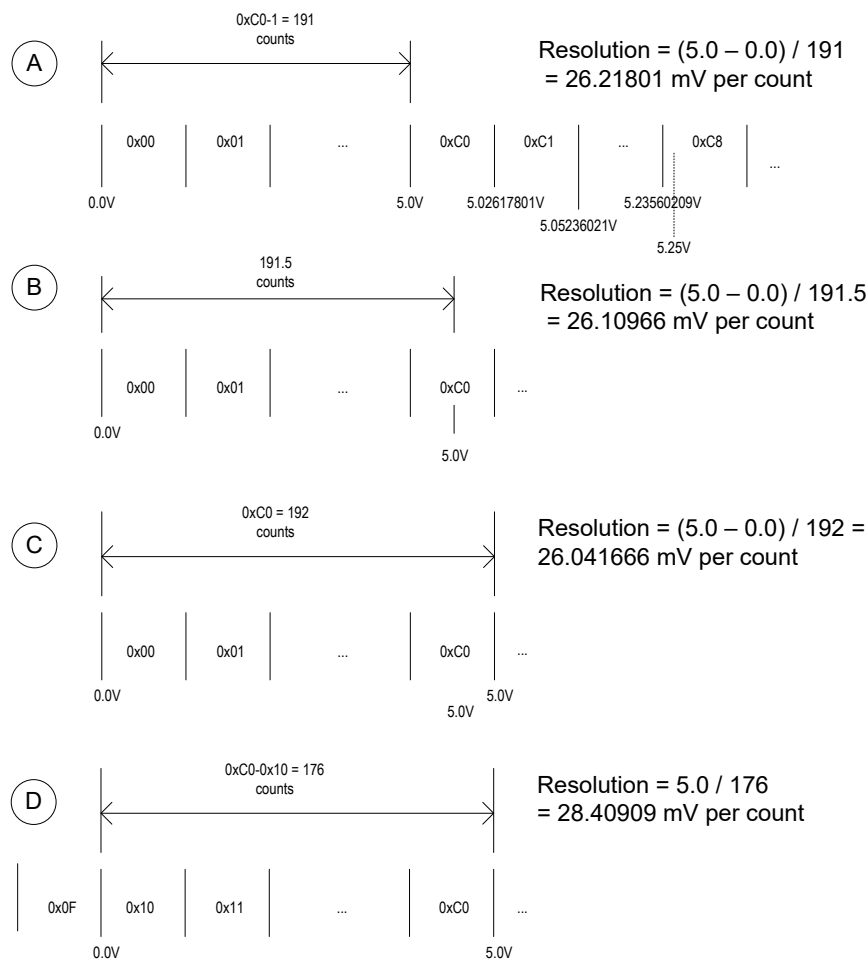 0xC0-1 = 191
counts
A
Resolution = (5.0 – 0.0) / 191
= 26.21801 mV per count
0x00 0x01 ... 0xC0 0xC1 ... 0xC8 ...
0.0V 5.0V 5.02617801V 5.23560209V
5.05236021V
5.25V
191.5
counts
B
Resolution = (5.0 – 0.0) / 191.5
= 26.10966 mV per count
0x00 0x01 ... 0xC0 ...
0.0V
5.0V
0xC0 = 192
counts
C
Resolution = (5.0 – 0.0) / 192 =
26.041666 mV per count
0x00 0x01 ... 0xC0 ...
0.0V 5.0V
5.0V
0xC0-0x10 = 176
counts
D
Resolution = 5.0 / 176
= 28.40909 mV per count
0x0F 0x10 0x11 ... 0xC0 ...
0.0V 5.0V